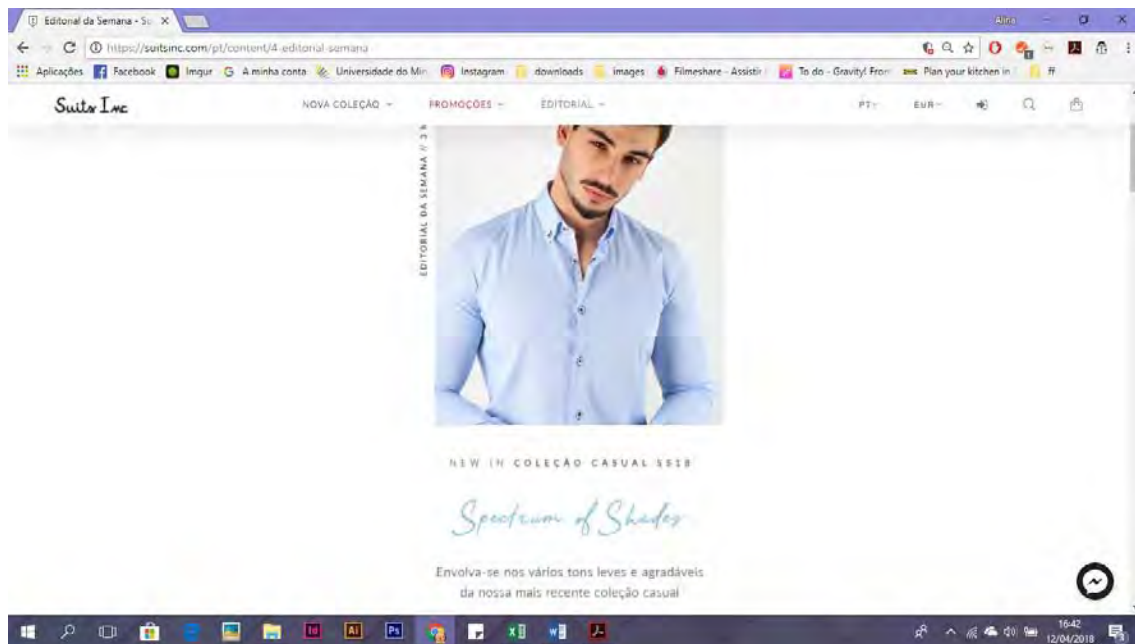 Editorial da Semana - Su
Alina
https://suitsinc.com/pt/content/4-editorial-semana
Aplicações Facebook Imgur A minha conta Universidade do Min Instagram downloads images Filmeshare - Assistir To do - Gravity! From Plan your kitchen in ff
Suits Inc NOVA COLEÇÃO PROMOÇÕES EDITORIAL PT EUR
EDITORIAL DA SEMANA // 3
NEW IN COLEÇÃO CASUAL SS18
Spectrum of Shades
Envolva-se nos vários tons leves e agradáveis
da nossa mais recente coleção casual
16:42
12/04/2018